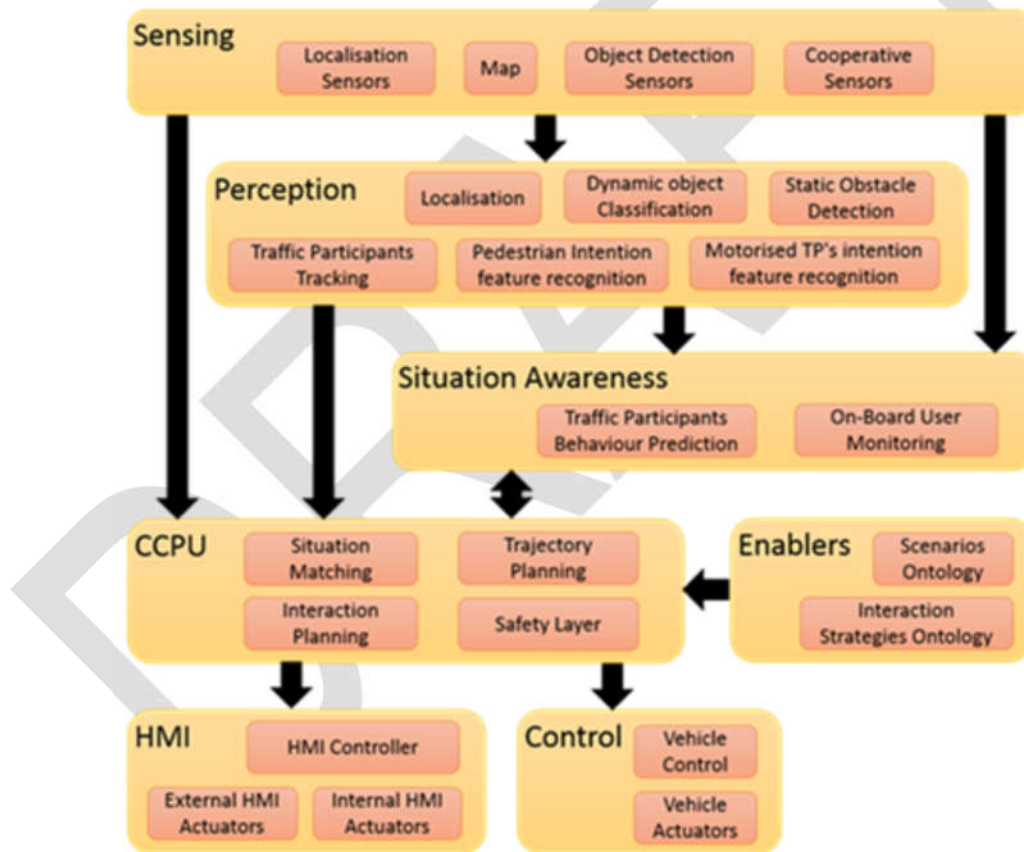 Sensing
Localisation
Sensors
Map
Object Detection
Sensors
Cooperative
Sensors
Perception
Localisation
Dynamic object
Classification
Static Obstacle
Detection
Traffic Participants
Tracking
Pedestrian Intention
feature recognition
Motorised TP's intention
feature recognition
Situation Awareness
Traffic Participants
Behaviour Prediction
On-Board User
Monitoring
CCPU
Situation
Matching
Trajectory
Planning
Interaction
Planning
Safety Layer
Enablers
Scenarios
Ontology
Interaction
Strategies Ontology
HMI
HMI Controller
External HMI
Actuators
Internal HMI
Actuators
Control
Vehicle
Control
Vehicle
Actuators